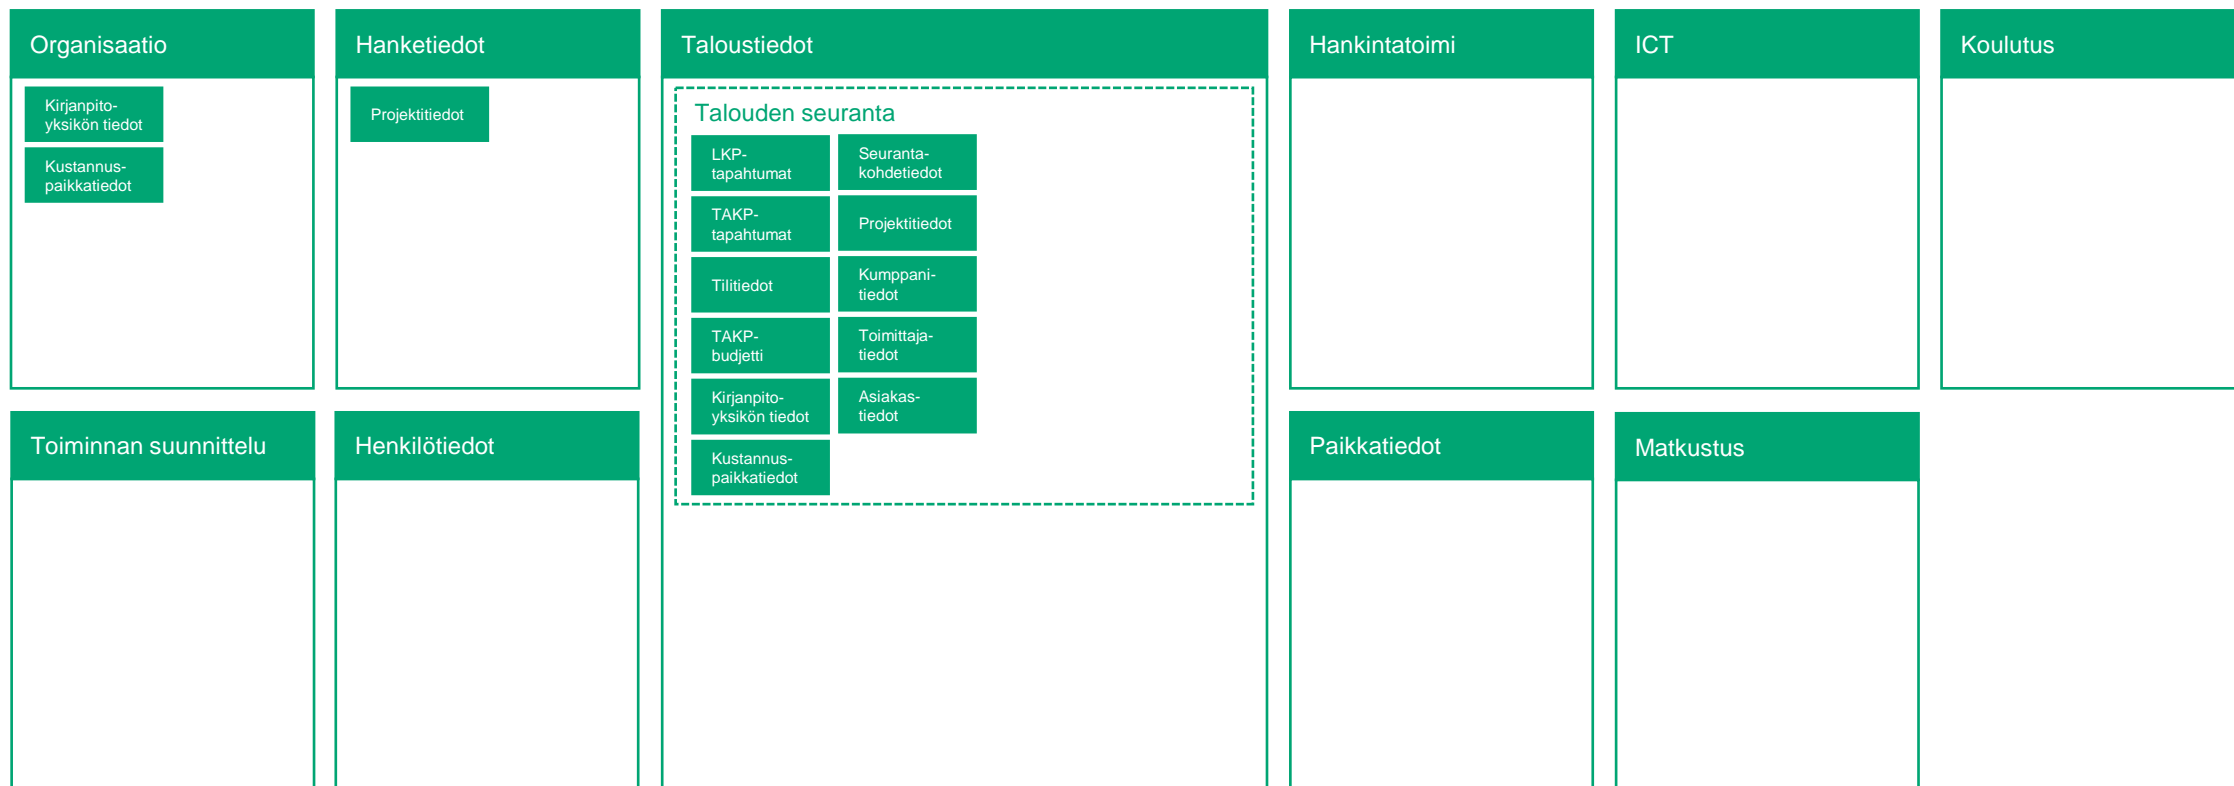 Organisaatio
Kirjanpito-
yksikön tiedot
Kustannus-
paikkatiedot
Hanketiedot
Projektitiedot
Taloustiedot
Talouden seuranta
LKP-
tapahtumat
TAKP-
tapahtumat
Tilitiedot
TAKP-
budjetti
Kirjanpito-
yksikön tiedot
Kustannus-
paikkatiedot
Seuranta-
kohdetiedot
Projektitiedot
Kumppani-
tiedot
Toimittaja-
tiedot
Asiakas-
tiedot
Hankintatoimi
ICT
Koulutus
Toiminnan suunnittelu
Henkilötiedot
Paikkatiedot
Matkustus